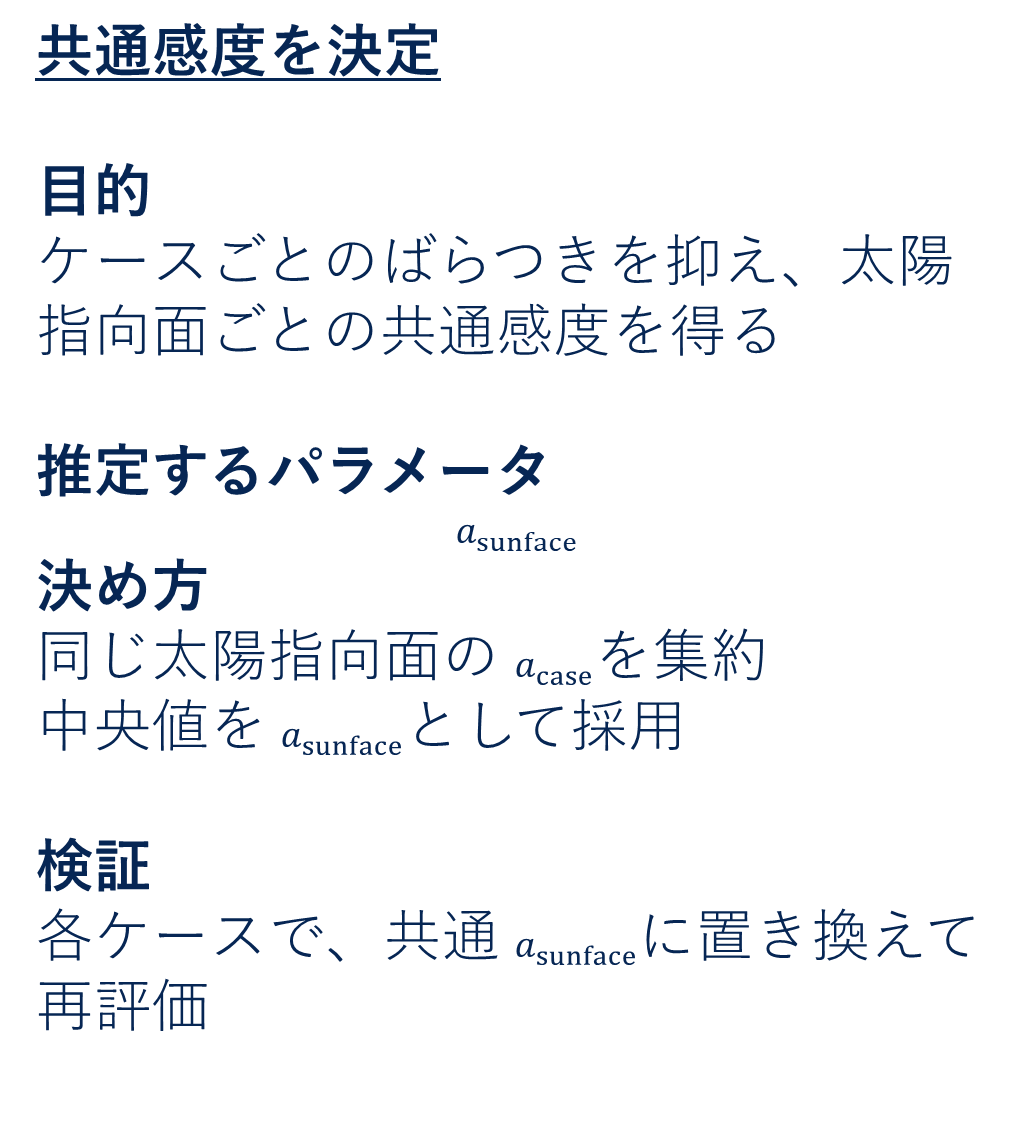 共通感度を決定
目的
ケースごとのばらつきを抑え、太陽
指向面ごとの共通感度を得る
推定するパラメータ
a_sunface
決め方
同じ太陽指向面の a_case を集約
中央値を a_sunface として採用
検証
各ケースで、共通 a_sunface に置き換えて
再評価